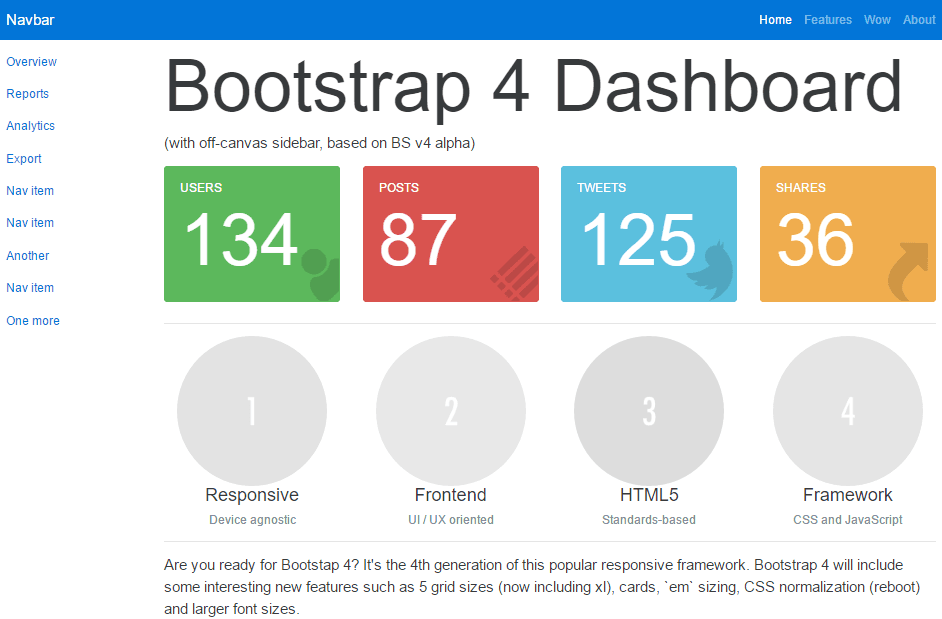 Navbar
Home Features Wow About
Overview
Reports
Analytics
Export
Nav item
Nav item
Another
Nav item
One more
Bootstrap 4 Dashboard
(with off-canvas sidebar, based on BS v4 alpha)
USERS
134
POSTS
87
TWEETS
125
SHARES
36
1
Responsive
Device agnostic
2
Frontend
UI / UX oriented
3
HTML5
Standards-based
4
Framework
CSS and JavaScript
Are you ready for Bootstap 4? It's the 4th generation of this popular responsive framework. Bootstrap 4 will include
some interesting new features such as 5 grid sizes (now including xl), cards, `em` sizing, CSS normalization (reboot)
and larger font sizes.